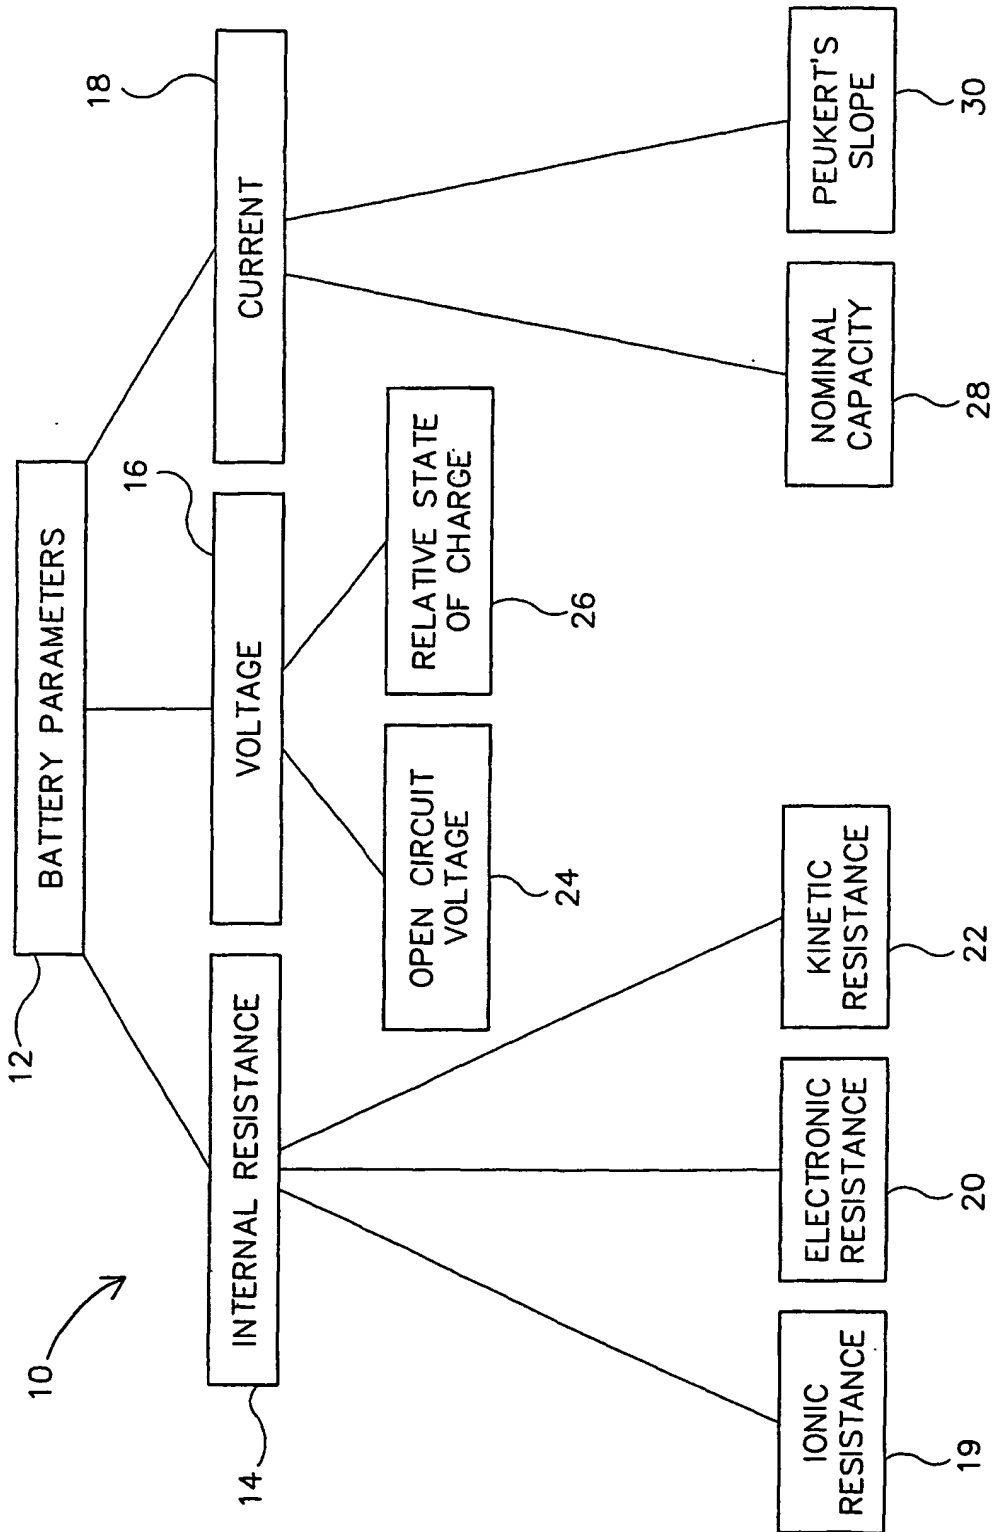 10
12
BATTERY PARAMETERS
14
INTERNAL RESISTANCE
16
VOLTAGE
18
CURRENT
OPEN CIRCUIT
VOLTAGE
24
RELATIVE STATE
OF CHARGE
26
IONIC
RESISTANCE
19
ELECTRONIC
RESISTANCE
20
KINETIC
RESISTANCE
22
NOMINAL
CAPACITY
28
PEUKERT'S
SLOPE
30